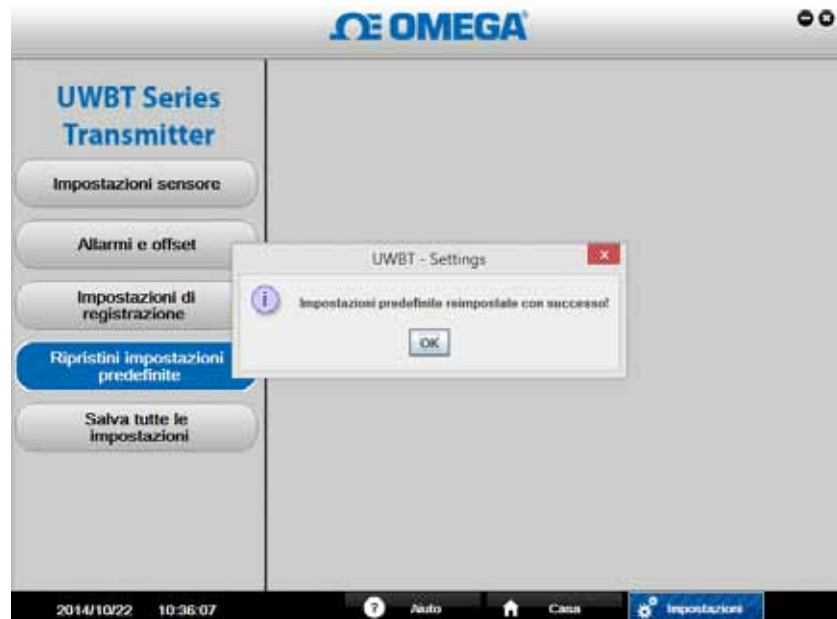 OMEGA
UWBT Series
Transmitter
Impostazioni sensore
Allarmi e offset
Impostazioni di
registrazione
Ripristini impostazioni
predefinite
Salva tutte le
impostazioni
UWBT - Settings
Impostazioni predefinite reimpostate con successo!
OK
2014/10/22 10:36:07
? Aiuto
Casa
Impostazioni